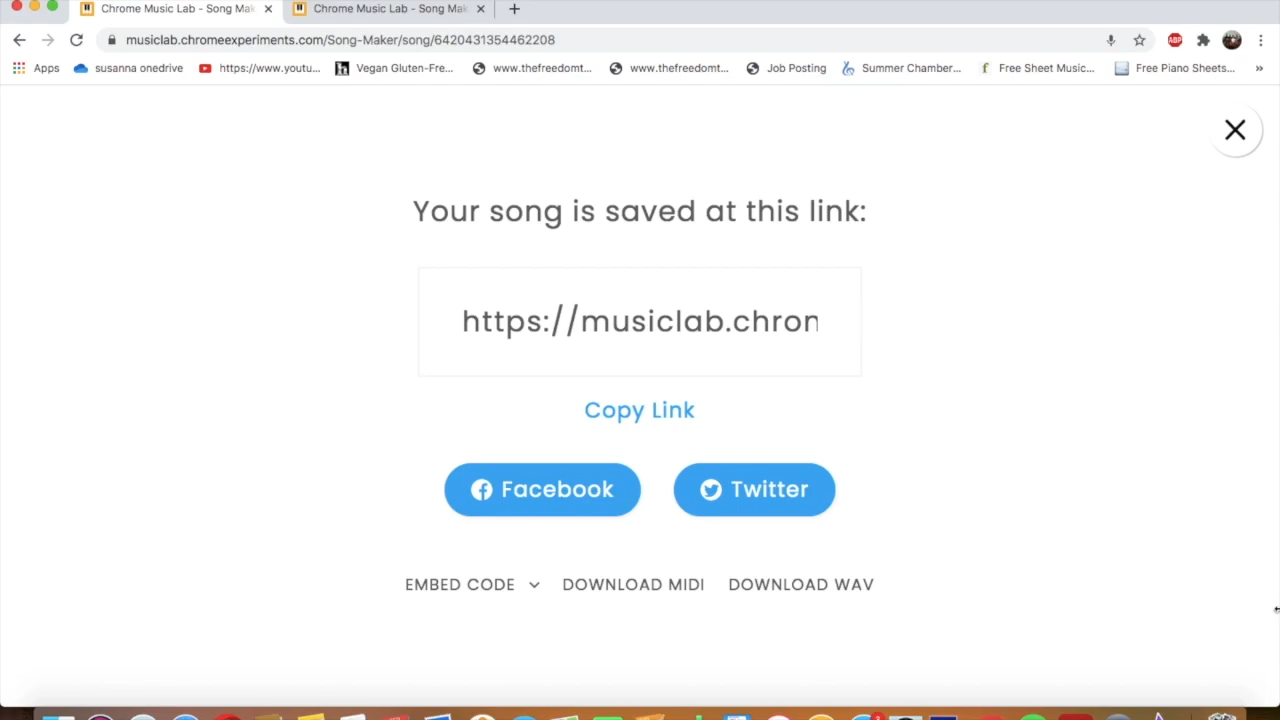 Chrome Music Lab - Song Mak
Chrome Music Lab - Song Mak
musiclab.chromeexperiments.com/Song-Maker/song/6420431354462208
ABP
Apps
susanna onedrive
https://www.youtu...
Vegan Gluten-Fre...
www.thefreedomt...
www.thefreedomt...
Job Posting
Summer Chamber...
Free Sheet Music...
Free Piano Sheets...
Your song is saved at this link:
https://musiclab.chron
Copy Link
Facebook
Twitter
EMBED CODE
DOWNLOAD MIDI
DOWNLOAD WAV